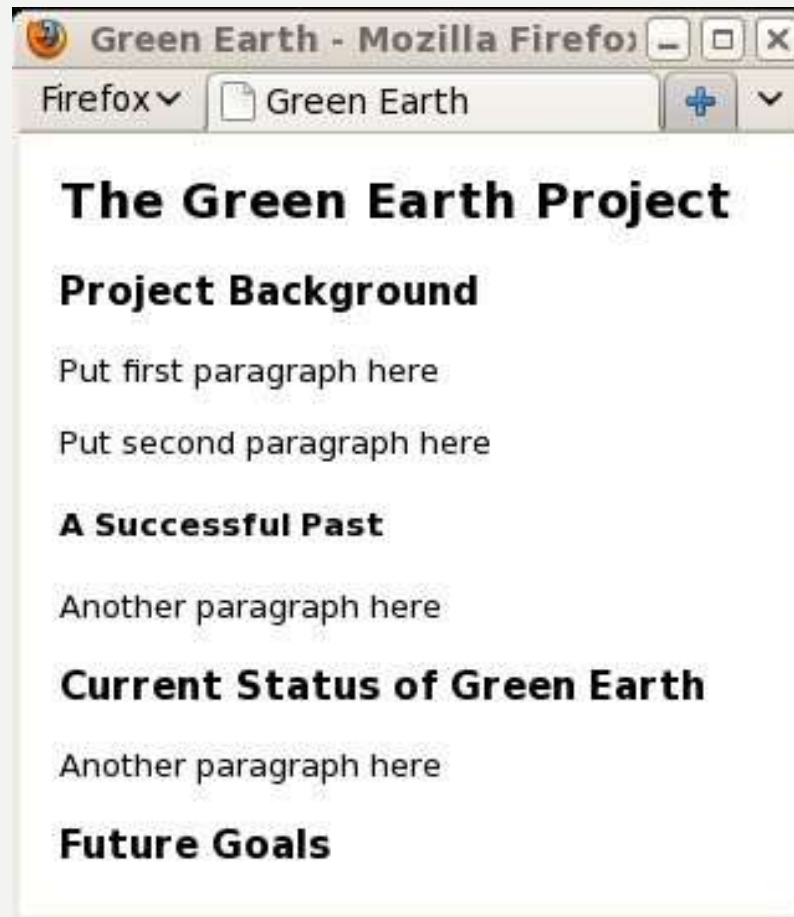 Green Earth - Mozilla Firefo
Firefox
Green Earth
The Green Earth Project
Project Background
Put first paragraph here
Put second paragraph here
A Successful Past
Another paragraph here
Current Status of Green Earth
Another paragraph here
Future Goals